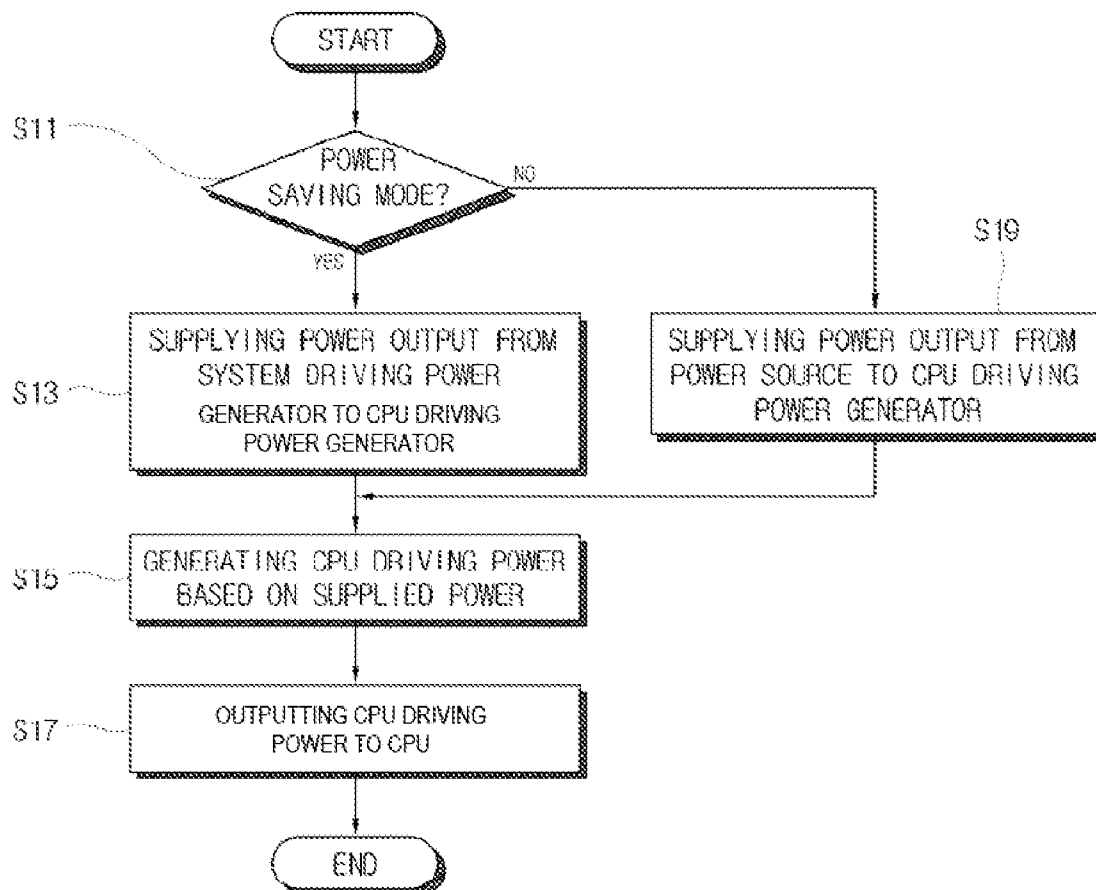 START
S11
POWER
SAVING MODE?
NO
YES
S19
SUPPLYING POWER OUTPUT FROM
SYSTEM DRIVING POWER
GENERATOR TO CPU DRIVING
POWER GENERATOR
S13
SUPPLYING POWER OUTPUT FROM
POWER SOURCE TO CPU DRIVING
POWER GENERATOR
S15
GENERATING CPU DRIVING POWER
BASED ON SUPPLIED POWER
S17
OUTPUTTING CPU DRIVING
POWER TO CPU
END